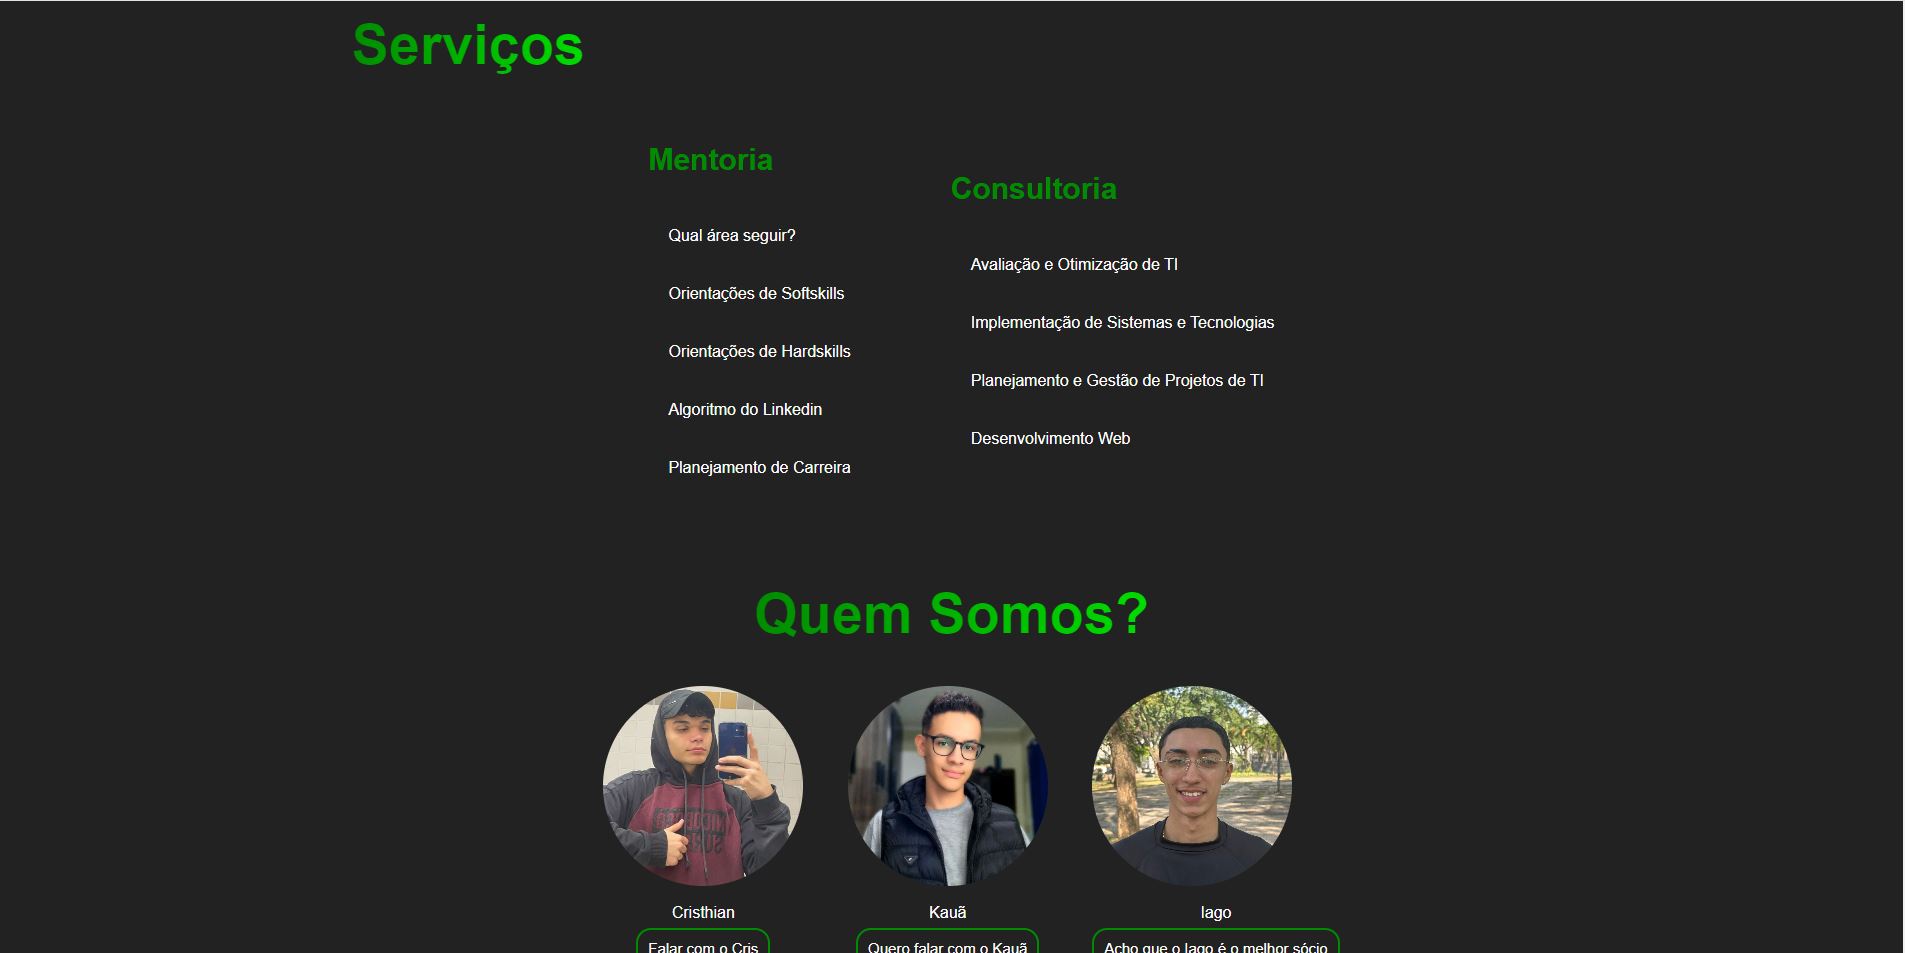 Serviços
Mentoria
Qual área seguir?
Orientações de Softskills
Orientações de Hardskills
Algoritmo do Linkedin
Planejamento de Carreira
Consultoria
Avaliação e Otimização de TI
Implementação de Sistemas e Tecnologias
Planejamento e Gestão de Projetos de TI
Desenvolvimento Web
Quem Somos?
Cristhian
Kauã
Iago
Falar com o Cris
Quero falar com o Kauã
Acho que o Iago é o melhor sócio